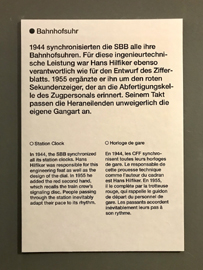 Bahnhofsuhr
1944 synchronisierten die SBB alle ihre
Bahnhofsuhren. Für diese ingenieurtechni-
sche Leistung war Hans Hilfiker ebenso
verantwortlich wie für den Entwurf des Ziffer-
blatts. 1955 ergänzte er ihn um den roten
Sekundenzeiger, der an die Abfertigungskel-
le des Zugpersonals erinnert. Seinem Takt
passen die Heraneilenden unweigerlich die
eigene Gangart an.
Station Clock
In 1944, the SBB synchronized
all its station clocks. Hans
Hilfiker was responsible for this
engineering feat as well as the
design of the dial. In 1955 he
added the red second hand,
which recalls the train crew's
signaling disc. People passing
through the station inevitably
adapt their pace to its rhythm.
Horloge de gare
En 1944, les CFF synchro-
nisent toutes leurs horloges
de gare. Le responsable de
cette prouesse technique
comme l'auteur du cadran
est Hans Hilfiker. En 1955,
il le complète par la trotteuse
rouge, qui rappelle le guidon
de départ du personnel de
gare. Les passants accordent
inévitablement leur pas à
son rythme.